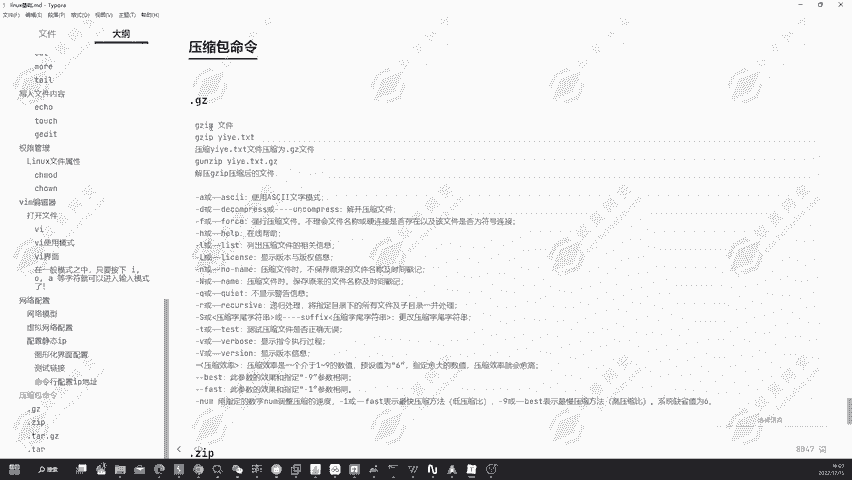 linux基础.md - Typora
文件(F) 编辑(E) 段落(P) 格式(O) 视图(V) 主题(T) 帮助(H)
文件 大纲
more
tail
写入文件内容
echo
touch
gedit
权限管理
Linux文件属性
chmod
chown
vim编辑器
打开文件
vi
vi使用模式
vi界面
在一般模式之中，只要按下 i, o, a 等字符就可以进入输入模式了！
网络配置
网络模型
虚拟网络配置
配置静态ip
图形化界面配置
测试链接
命令行配置ip地址
压缩包命令
.gz
.zip
.tar.gz
.tar
压缩包命令
.gz
gzip 文件
gzip yiye.txt
压缩yiye.txt文件压缩为.gz文件
gunzip yiye.txt.gz
解压gzip压缩后的文件
-a或--ascii：使用ASCII文字模式；
-d或--decompress或----uncompress：解开压缩文件；
-f或--force：强行压缩文件。不理会文件名称或硬连接是否存在以及该文件是否为符号连接；
-h或--help：在线帮助；
-l或--list：列出压缩文件的相关信息；
-L或--license：显示版本与版权信息；
-n或--no-name：压缩文件时，不保存原来的文件名称及时间戳记；
-N或--name：压缩文件时，保存原来的文件名称及时间戳记；
-q或--quiet：不显示警告信息；
-r或--recursive：递归处理，将指定目录下的所有文件及子目录一并处理；
-S或<压缩字尾字符串>或----suffix<压缩字尾字符串>：更改压缩字尾字符串；
-t或--test：测试压缩文件是否正确无误；
-v或--verbose：显示指令执行过程；
-V或--version：显示版本信息；
-<压缩效率>：压缩效率是一个介于1~9的数值，预设值为“6”，指定愈大的数值，压缩效率就会愈高；
--best：此参数的效果和指定“-9”参数相同；
--fast：此参数的效果和指定“-1”参数相同。
-num 用指定的数字num调整压缩的速度，-1或--fast表示最快压缩方法（低压缩比），-9或--best表示最慢压缩方法（高压缩比）。系统缺省值为6。
.zip
8047 词
搜索